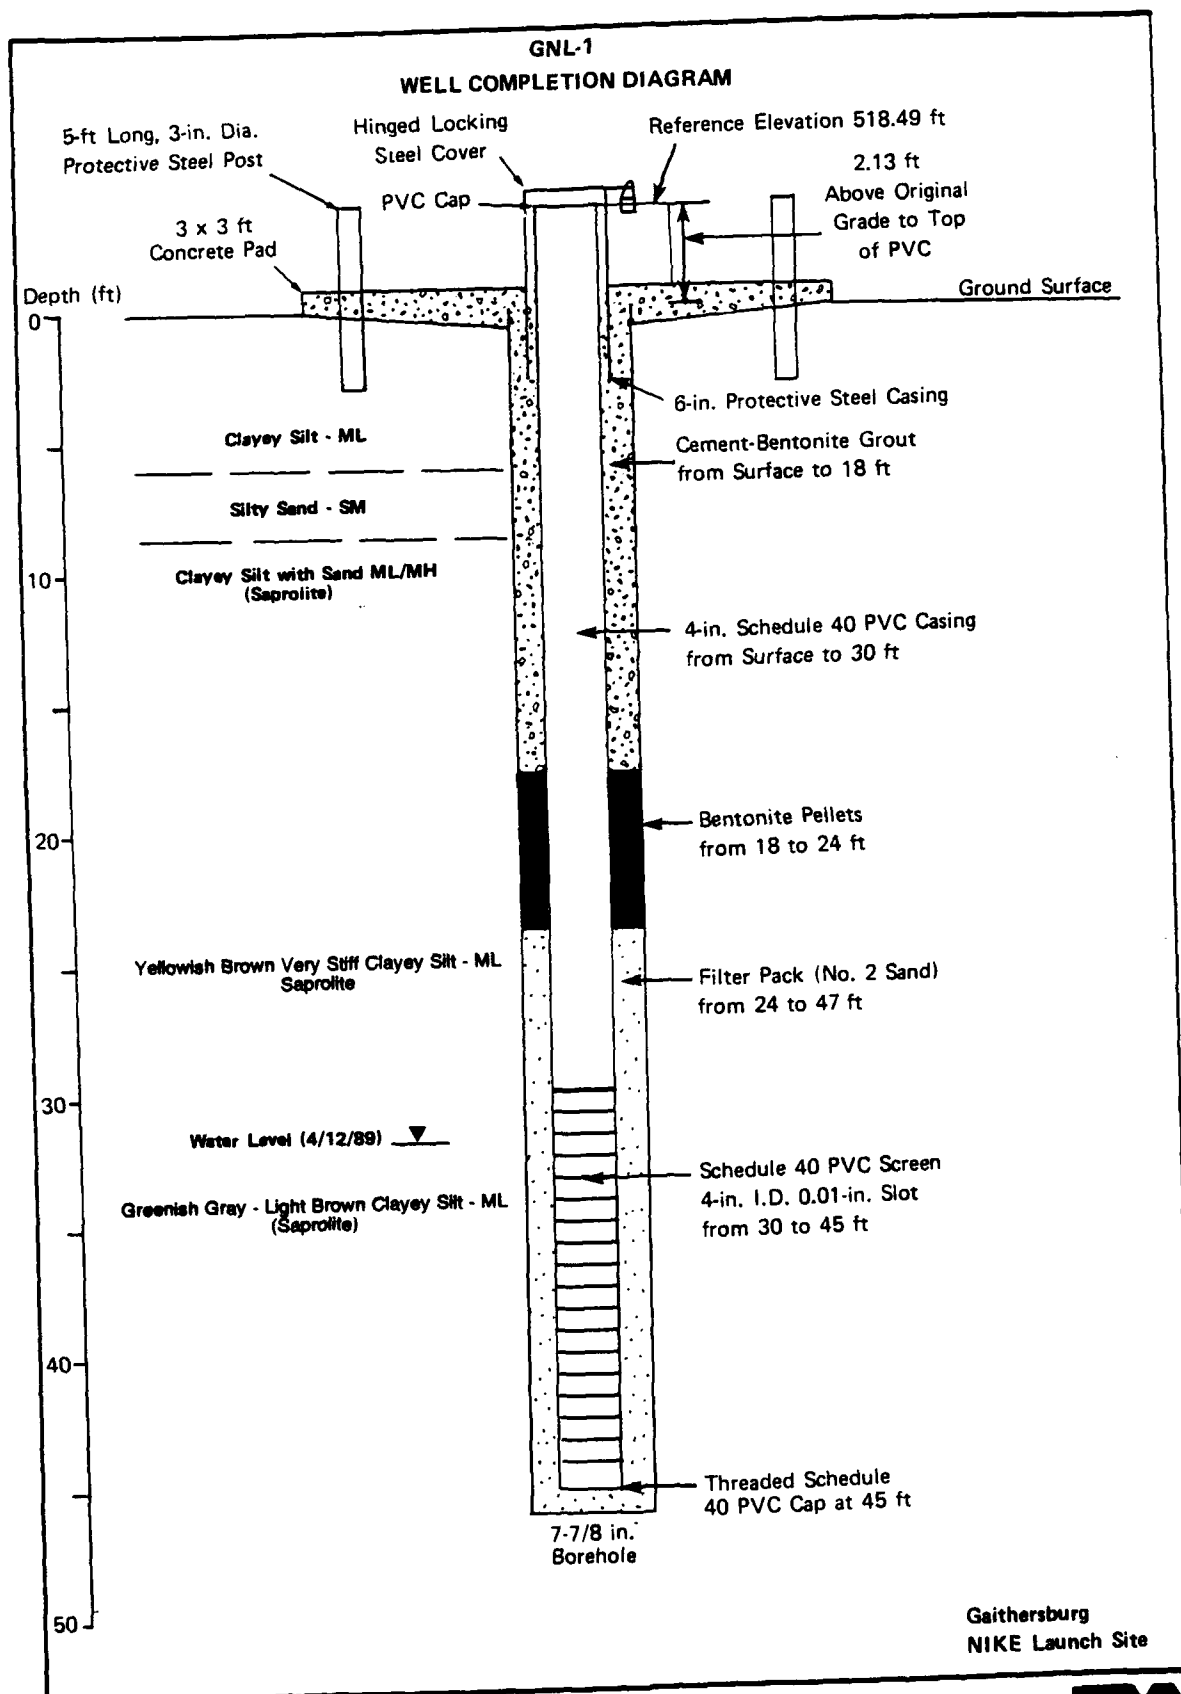 GNL-1
WELL COMPLETION DIAGRAM
5-ft Long, 3-in. Dia.
Protective Steel Post
Hinged Locking
Steel Cover
Reference Elevation 518.49 ft
2.13 ft
Above Original
Grade to Top
of PVC
PVC Cap
3 x 3 ft
Concrete Pad
Depth (ft)
Ground Surface
0
6-in. Protective Steel Casing
Clayey Silt - ML
Cement-Bentonite Grout
from Surface to 18 ft
Silty Sand - SM
10
Clayey Silt with Sand ML/MH
(Saprolite)
4-in. Schedule 40 PVC Casing
from Surface to 30 ft
20
Bentonite Pellets
from 18 to 24 ft
Yellowish Brown Very Stiff Clayey Silt - ML
Saprolite
Filter Pack (No. 2 Sand)
from 24 to 47 ft
30
Water Level (4/12/89)
Schedule 40 PVC Screen
4-in. I.D. 0.01-in. Slot
from 30 to 45 ft
Greenish Gray - Light Brown Clayey Silt - ML
(Saprolite)
40
Threaded Schedule
40 PVC Cap at 45 ft
7-7/8 in.
Borehole
50
Gaithersburg
NIKE Launch Site